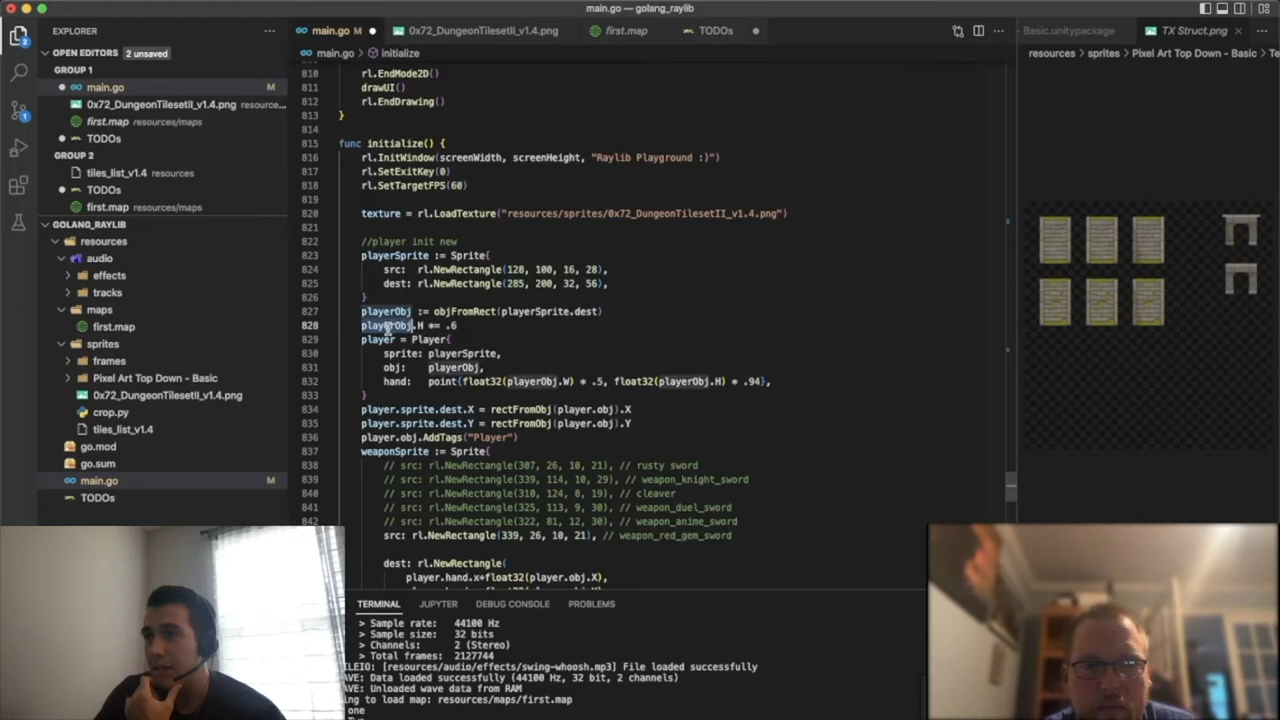 main.go — golang_raylib
EXPLORER
main.go M
0x72_DungeonTilesetII_v1.4.png
first.map
TODOs
Basic.unitypackage
TX Struct.png
OPEN EDITORS 2 unsaved
main.go > initialize
resources > sprites > Pixel Art Top Down - Basic > Te
GROUP 1
main.go M
0x72_DungeonTilesetII_v1.4.png resource...
first.map resources/maps
TODOs
GROUP 2
tiles_list_v1.4 resources
TODOs
first.map resources/maps
GOLANG_RAYLIB
resources
audio
effects
tracks
maps
first.map
sprites
frames
Pixel Art Top Down - Basic
0x72_DungeonTilesetII_v1.4.png
crop.py
tiles_list_v1.4
go.mod
go.sum
main.go M
TODOs
810 rl.EndMode2D()
811 drawUI()
812 rl.EndDrawing()
813 }
814
815 func initialize() {
816 rl.InitWindow(screenWidth, screenHeight, "Raylib Playground :)")
817 rl.SetExitKey(0)
818 rl.SetTargetFPS(60)
819
820 texture = rl.LoadTexture("resources/sprites/0x72_DungeonTilesetII_v1.4.png")
821
822 //player init new
823 playerSprite := Sprite{
824 src: rl.NewRectangle(128, 100, 16, 28),
825 dest: rl.NewRectangle(285, 200, 32, 56),
826 }
827 playerObj := objFromRect(playerSprite.dest)
828 playerObj.H *= .6
829 player = Player{
830 sprite: playerSprite,
831 obj: playerObj,
832 hand: point{float32(playerObj.W) * .5, float32(playerObj.H) * .94},
833 }
834 player.sprite.dest.X = rectFromObj(player.obj).X
835 player.sprite.dest.Y = rectFromObj(player.obj).Y
836 player.obj.AddTags("Player")
837 weaponSprite := Sprite{
838 // src: rl.NewRectangle(307, 26, 10, 21), // rusty sword
839 // src: rl.NewRectangle(339, 114, 10, 29), // weapon_knight_sword
840 // src: rl.NewRectangle(310, 124, 8, 19), // cleaver
841 // src: rl.NewRectangle(325, 113, 9, 30), // weapon_duel_sword
842 // src: rl.NewRectangle(322, 81, 12, 30), // weapon_anime_sword
src: rl.NewRectangle(339, 26, 10, 21), // weapon_red_gem_sword
dest: rl.NewRectangle(
player.hand.x+float32(player.obj.X),
TERMINAL JUPYTER DEBUG CONSOLE PROBLEMS
> Sample rate: 44100 Hz
> Sample size: 32 bits
> Channels: 2 (Stereo)
> Total frames: 2127744
ILEIO: [resources/audio/effects/swing-whoosh.mp3] File loaded successfully
AVE: Data loaded successfully (44100 Hz, 32 bit, 2 channels)
AVE: Unloaded wave data from RAM
ing to load map: resources/maps/first.map
one